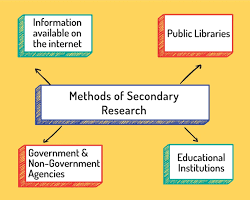 Information
available on
the internet
Public Libraries
Methods of Secondary
Research
Government &
Non-Government
Agencies
Educational
Institutions